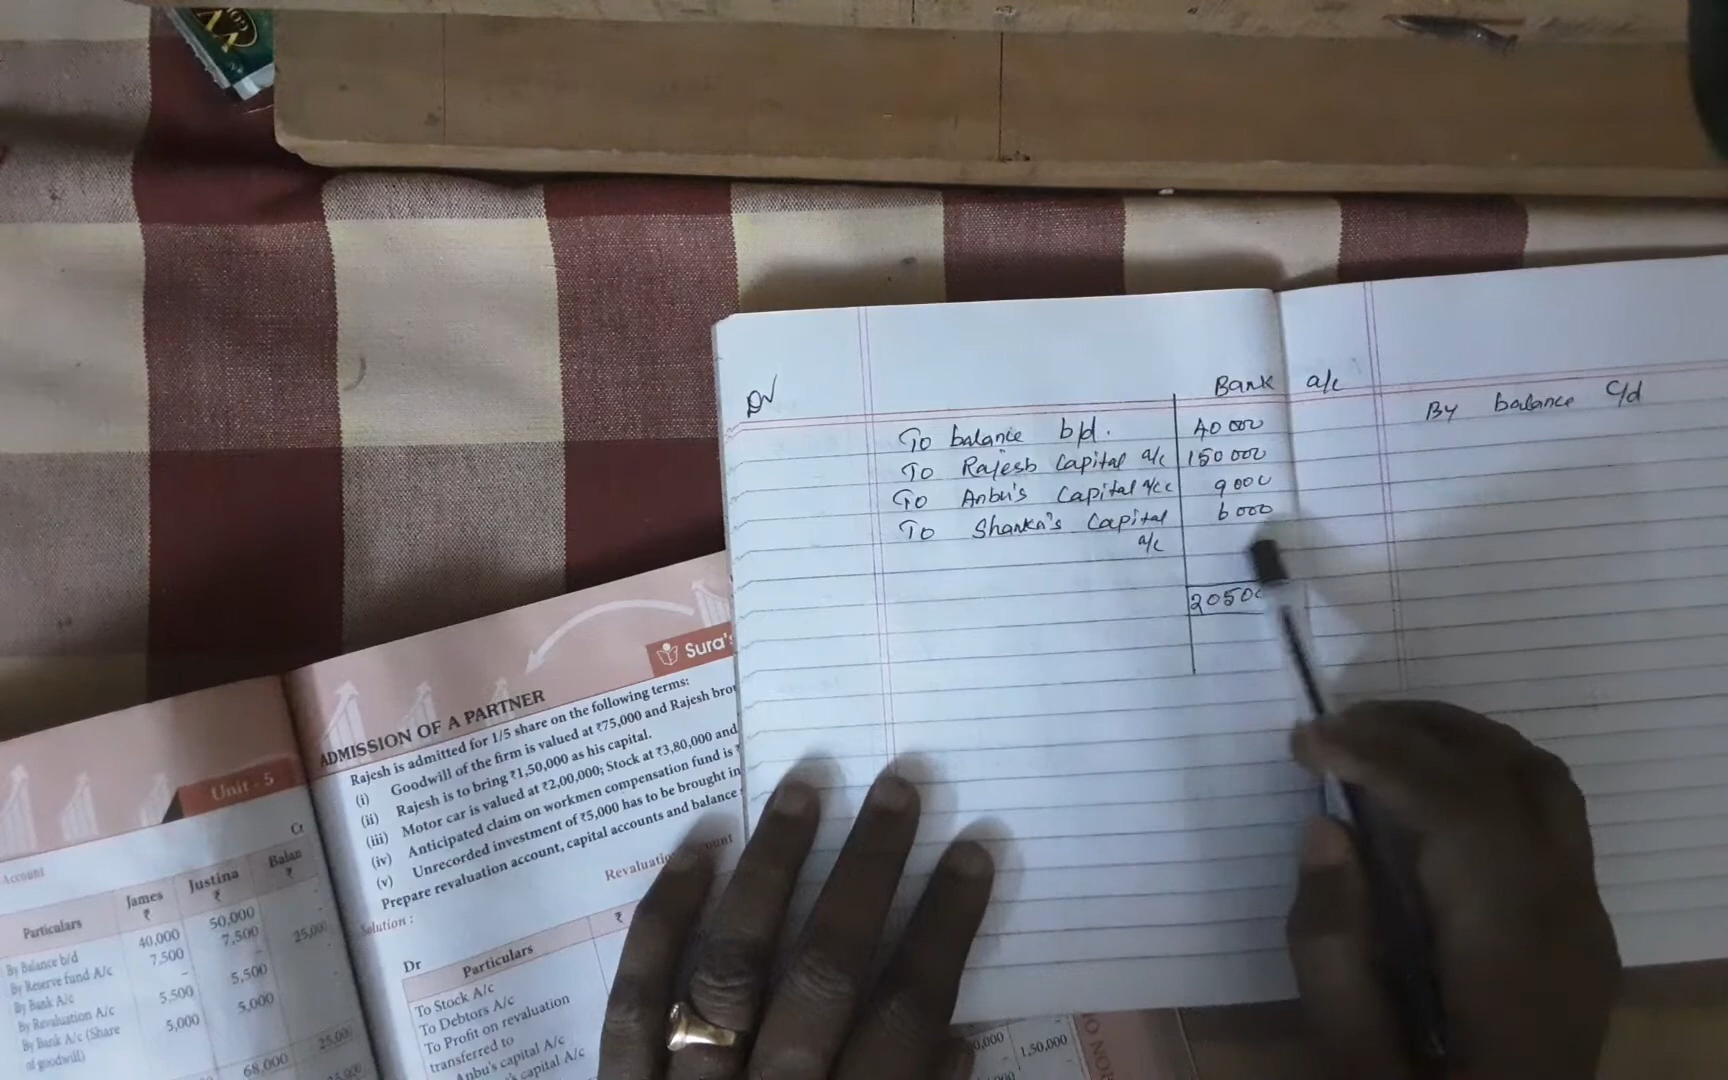 Dr
Bank a/c
To balance b/d. 40000
To Rajesh Capital a/c 150000
To Anbu's Capital a/c 9000
To Shanka's Capital 6000
a/c
2050
By balance c/d
Sura's
ADMISSION OF A PARTNER
Rajesh is admitted for 1/5 share on the following terms:
(i) Goodwill of the firm is valued at ₹75,000 and Rajesh
(ii) Rajesh is to bring ₹1,50,000 as his capital.
(iii) Motor car is valued at ₹2,00,000; Stock at ₹3,80,000 and
(iv) Anticipated claim on workmen compensation fund is
(v) Unrecorded investment of ₹5,000 has to be brought in
Prepare revaluation account, capital accounts and balance
Solution :
Dr
Particulars ₹
To Stock A/c
To Debtors A/c
To Profit on revaluation
transferred to
Anbu's capital A/c
's capital A/c
Unit - 5
Account
Cr
Particulars James Justina
₹ ₹ ₹
By Balance b/d 40,000 50,000
By Reserve fund A/c 7,500 7,500 25,000
By Bank A/c - -
By Revaluation A/c 5,500 5,500
By Bank A/c (Share 5,000 5,000
of goodwill)
68,000 25,000
1,50,000